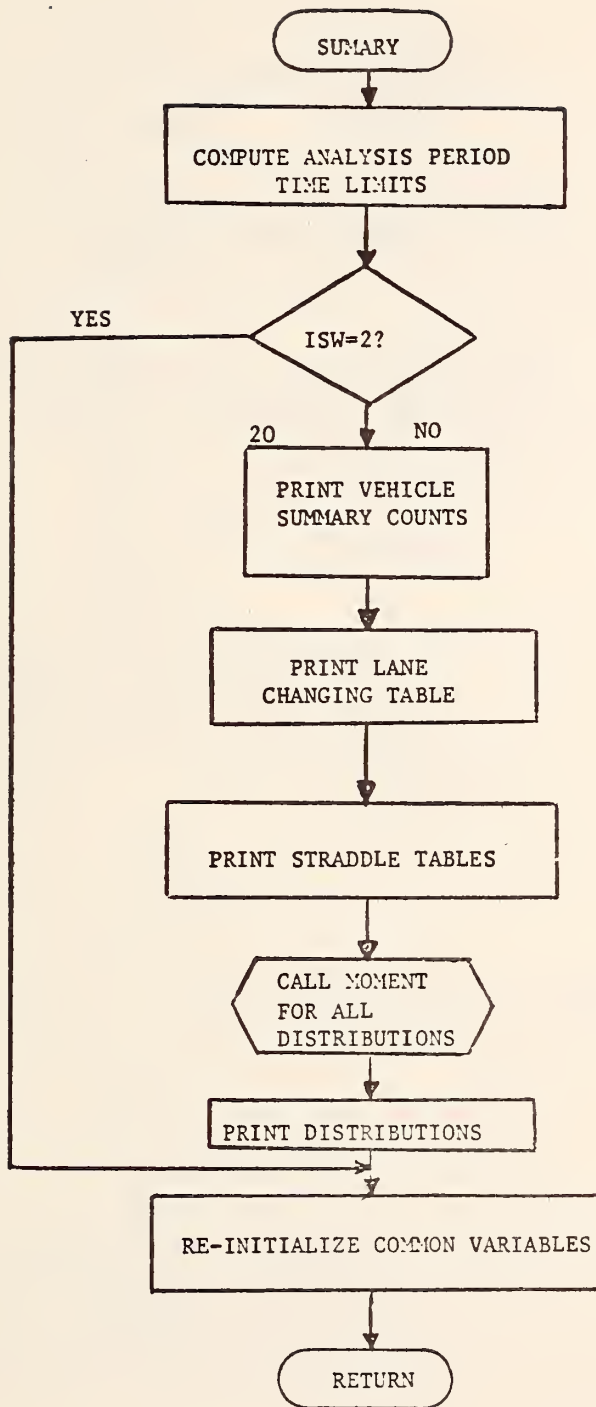 SUMARY
COMPUTE ANALYSIS PERIOD
TIME LIMITS
YES
ISW=2?
20 NO
PRINT VEHICLE
SUMMARY COUNTS
PRINT LANE
CHANGING TABLE
PRINT STRADDLE TABLES
CALL MOMENT
FOR ALL
DISTRIBUTIONS
PRINT DISTRIBUTIONS
RE-INITIALIZE COMMON VARIABLES
RETURN